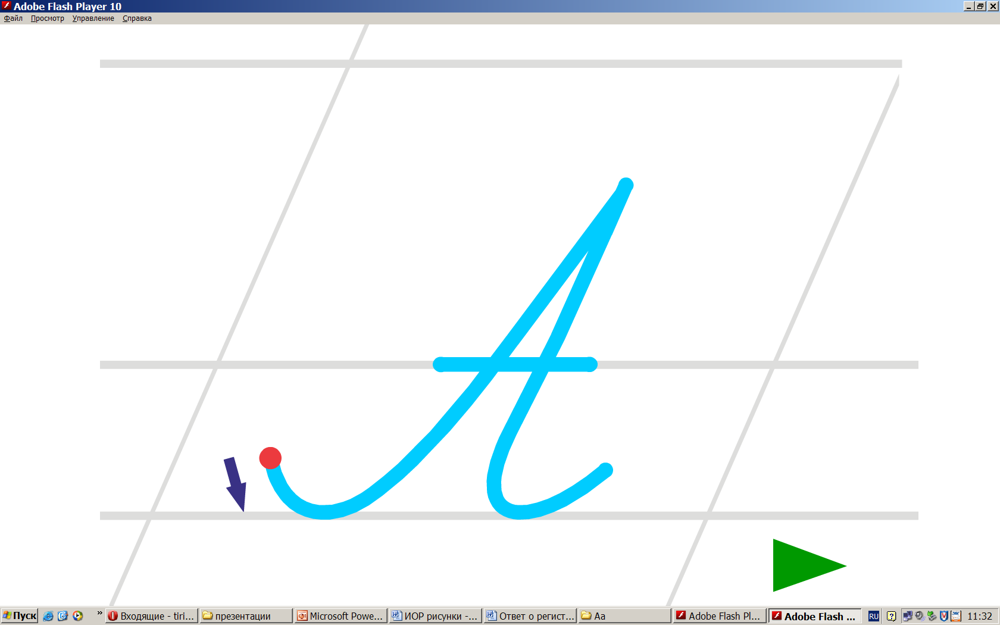 Adobe Flash Player 10
Файл Просмотр Управление Справка
А
Пуск » Входящие - tiri... презентации Microsoft Powe... ИОР рисунки -... Ответ о регист... Аа Adobe Flash Pl... Adobe Flash ... RU 11:32